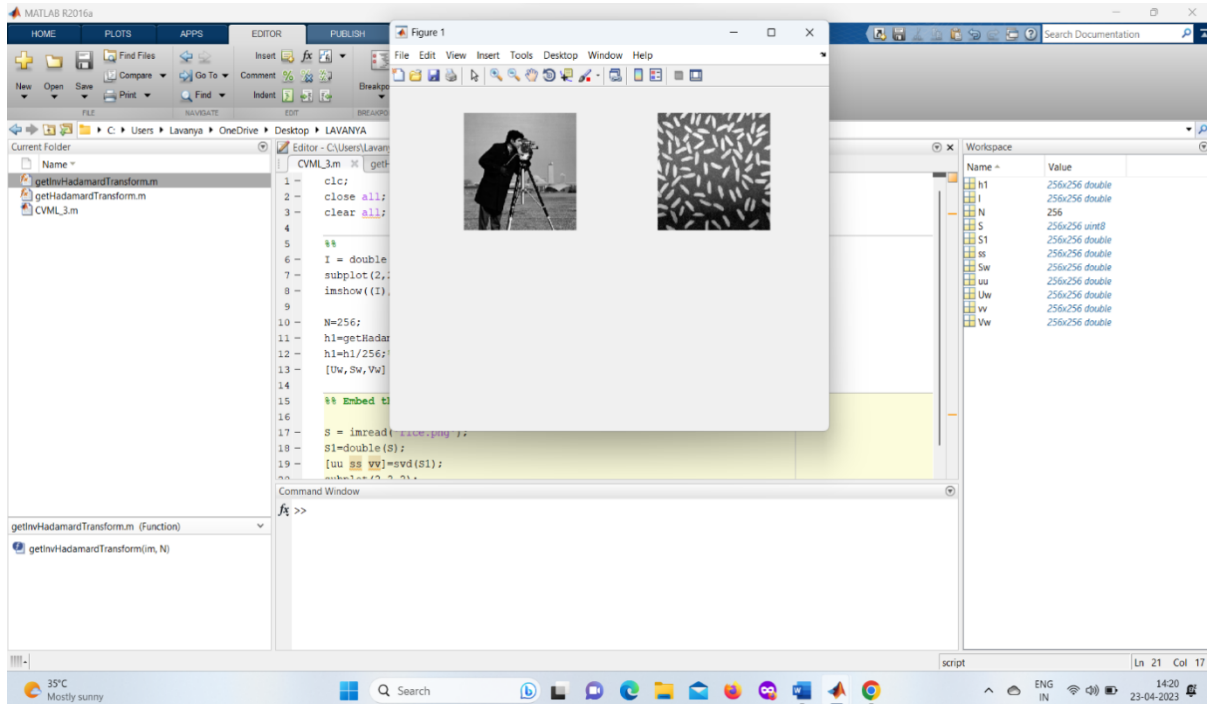 MATLAB R2016a
HOME PLOTS APPS EDITOR PUBLISH
Search Documentation
New Open Save
Find Files
Compare
Print
Go To
Find
Insert
Comment
Indent
FILE NAVIGATE EDIT
C: Users Lavanya OneDrive Desktop LAVANYA
Figure 1
File Edit View Insert Tools Desktop Window Help
Current Folder
Name
getInvHadamardTransform.m
getHadamardTransform.m
CVML_3.m
getInvHadamardTransform.m (Function)
getInvHadamardTransform(im, N)
CVML_3.m
1 clc;
2 close all;
3 clear all;
4
5 %%
6 I = double
7 subplot(2,
8 imshow((I)
9
10 N=256;
11
12 h1=h1/256;
13 [Uw,Sw,Vw]
14
15 %% Embed
16
17 S = imread('rice.png');
18 S1=double(S);
19 [uu ss vv]=svd(S1);
Command Window
fx >>
Workspace
Name Value
h1 256x256 double
I 256x256 double
N 256
S 256x256 uint8
S1 256x256 double
ss 256x256 double
Sw 256x256 double
uu 256x256 double
Uw 256x256 double
vv 256x256 double
Vw 256x256 double
script Ln 21 Col 17
35°C
Mostly sunny
Search
ENG
IN
14:20
23-04-2023